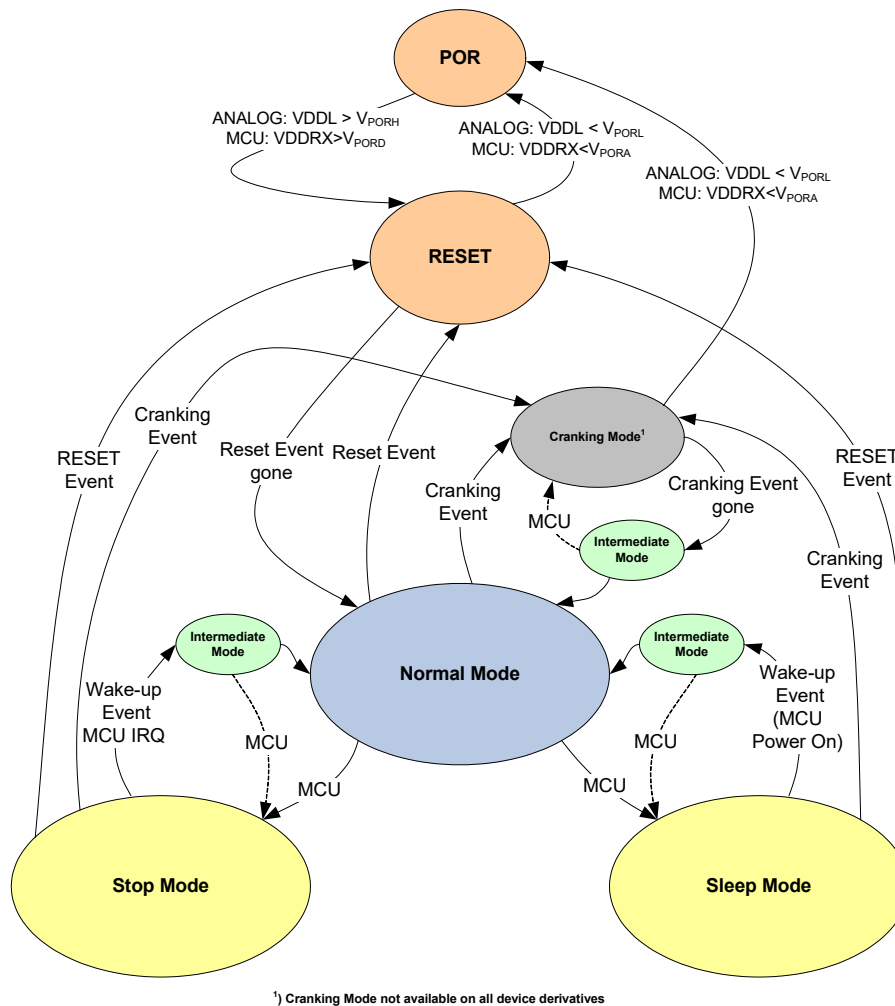 POR
ANALOG: VDDL > VPORH
MCU: VDDRX>VPORD
ANALOG: VDDL < VPORL
MCU: VDDRX<VPORA
ANALOG: VDDL < VPORL
MCU: VDDRX<VPORA
RESET
Cranking
Event
RESET
Event
Reset Event
gone
Reset Event
Cranking
Event
Cranking Mode¹
Cranking Event
gone
RESET
Event
MCU
Intermediate
Mode
Cranking
Event
Intermediate
Mode
Normal Mode
Intermediate
Mode
Wake-up
Event
MCU IRQ
MCU
MCU
MCU
MCU
Wake-up
Event
(MCU
Power On)
Stop Mode
Sleep Mode
¹) Cranking Mode not available on all device derivatives